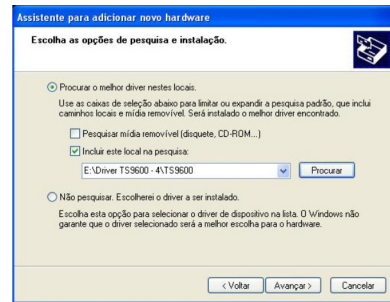 Assistente para adicionar novo hardware
Escolha as opções de pesquisa e instalação.
Procurar o melhor driver nestes locais.
Use as caixas de seleção abaixo para limitar ou expandir a pesquisa padrão, que inclui
caminhos locais e mídia removível. Será instalado o melhor driver encontrado.
Pesquisar mídia removível (disquete, CD-ROM...)
Incluir este local na pesquisa:
E:\Driver TS9600 - 4\TS9600
Procurar
Não pesquisar. Escolherei o driver a ser instalado.
Escolha esta opção para selecionar o driver de dispositivo na lista. O Windows não
garante que o driver selecionado será a melhor escolha para o hardware.
< Voltar
Avançar >
Cancelar